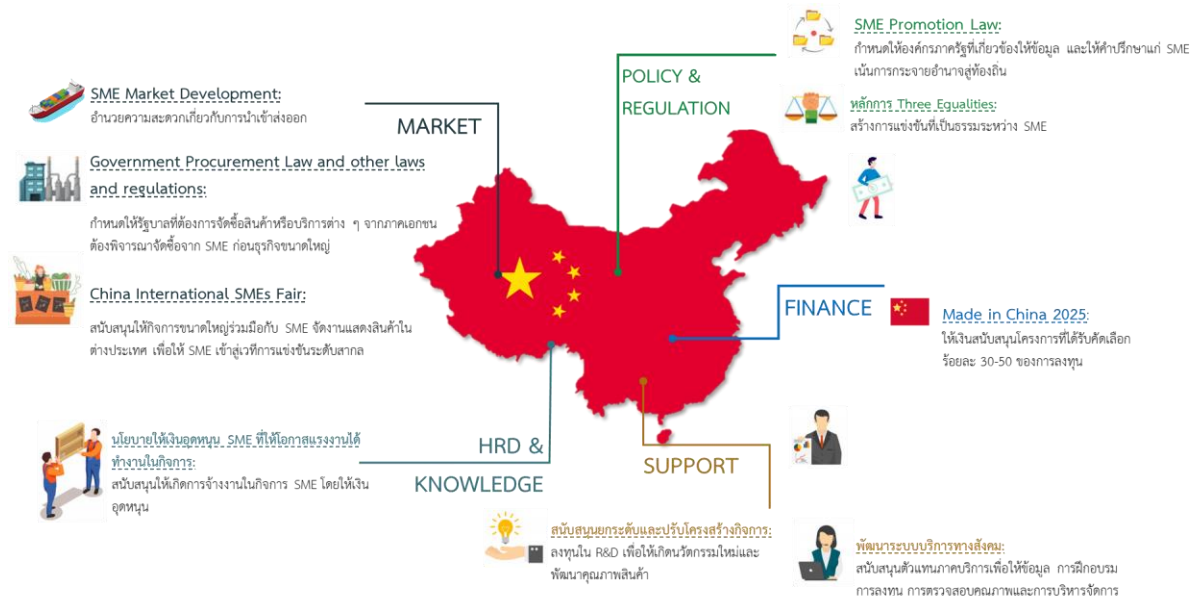 SME Promotion Law:
กำหนดให้องค์กรภาครัฐที่เกี่ยวข้องให้ข้อมูล และให้คำปรึกษาแก่ SME
เน้นการกระจายอำนาจสู่ท้องถิ่น
POLICY &
REGULATION
หลักการ Three Equalities:
สร้างการแข่งขันที่เป็นธรรมระหว่าง SME
SME Market Development:
อำนวยความสะดวกเกี่ยวกับการนำเข้าส่งออก
MARKET
Government Procurement Law and other laws
and regulations:
กำหนดให้รัฐบาลที่ต้องการจัดซื้อสินค้าหรือบริการต่าง ๆ จากภาคเอกชน
ต้องพิจารณาจัดซื้อจาก SME ก่อนธุรกิจขนาดใหญ่
China International SMEs Fair:
สนับสนุนให้กิจการขนาดใหญ่ร่วมมือกับ SME จัดงานแสดงสินค้าใน
ต่างประเทศ เพื่อให้ SME เข้าสู่เวทีการแข่งขันระดับสากล
FINANCE
Made in China 2025:
ให้เงินสนับสนุนโครงการที่ได้รับคัดเลือก
ร้อยละ 30-50 ของการลงทุน
นโยบายให้เงินอุดหนุน SME ที่ให้โอกาสแรงงานได้
ทำงานในกิจการ:
สนับสนุนให้เกิดการจ้างงานในกิจการ SME โดยให้เงิน
อุดหนุน
HRD &
KNOWLEDGE
SUPPORT
สนับสนุนยกระดับและปรับโครงสร้างกิจการ:
ลงทุนใน R&D เพื่อให้เกิดนวัตกรรมใหม่และ
พัฒนาคุณภาพสินค้า
พัฒนาระบบบริการทางสังคม:
สนับสนุนตัวแทนภาคบริการเพื่อให้ข้อมูล การฝึกอบรม
การลงทุน การตรวจสอบคุณภาพและการบริหารจัดการ